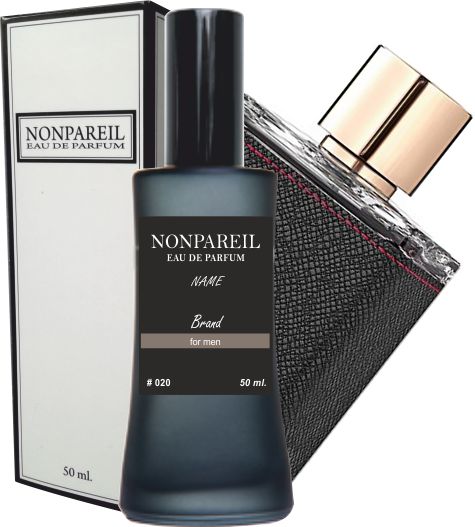 NONPAREIL
EAU DE PARFUM
50 ml.
NONPAREIL
EAU DE PARFUM
NAME
Brand
for men
# 020 50 ml.